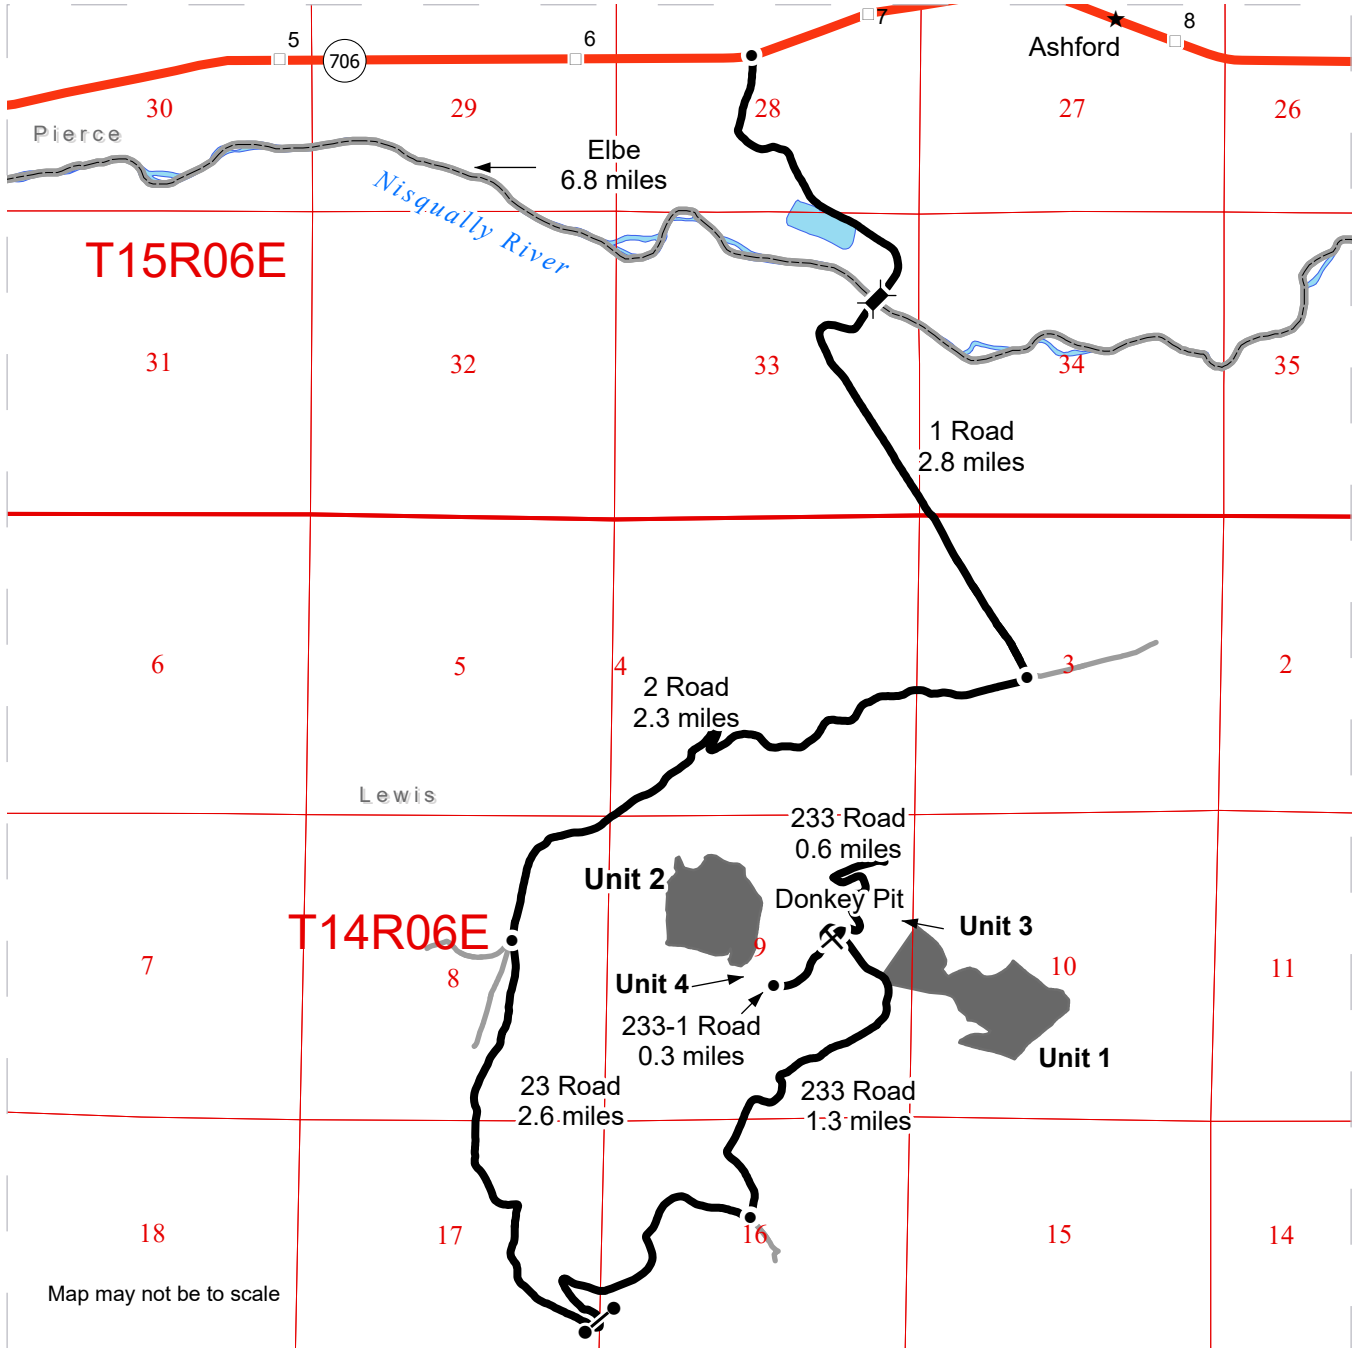 5
706
6
7
8
Ashford
30
29
28
27
26
Pierce
Elbe
6.8 miles
Nisqually River
T15R06E
31
32
33
34
35
1 Road
2.8 miles
6
5
4
3
2
2 Road
2.3 miles
Lewis
233 Road
0.6 miles
Unit 2
Donkey Pit
T14R06E
Unit 3
7
8
9
10
11
Unit 4
233-1 Road
0.3 miles
Unit 1
23 Road
2.6 miles
233 Road
1.3 miles
18
17
16
15
14
Map may not be to scale